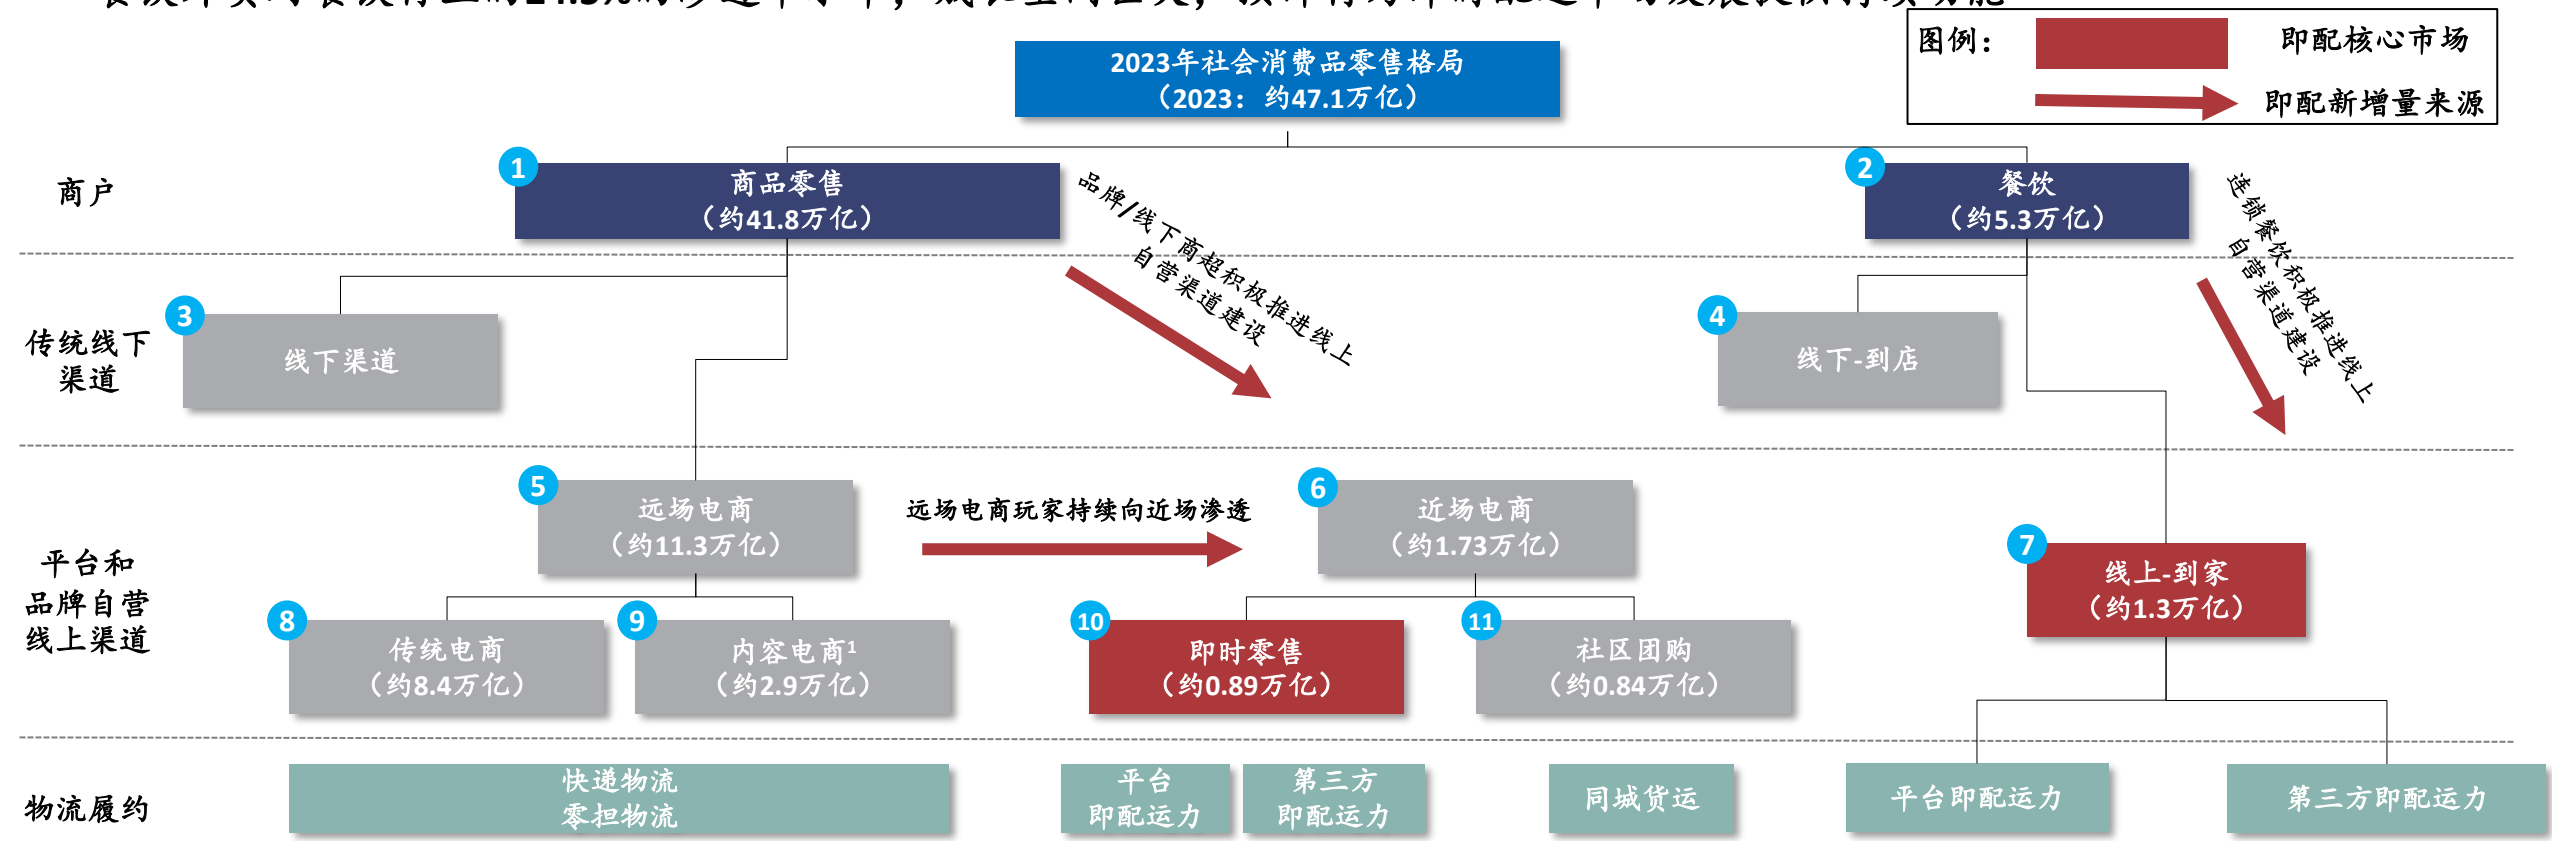 图例：
即配核心市场
即配新增量来源
2023年社会消费品零售格局
（2023：约47.1万亿）
商户
1
商品零售
（约41.8万亿）
品牌/线下商超积极推进线上
自营渠道建设
2
餐饮
（约5.3万亿）
连锁餐饮积极推进线上
自营渠道建设
传统线下
渠道
3
线下渠道
4
线下-到店
平台和
品牌自营
线上渠道
5
远场电商
（约11.3万亿）
远场电商玩家持续向近场渗透
6
近场电商
（约1.73万亿）
7
线上-到家
（约1.3万亿）
8
传统电商
（约8.4万亿）
9
内容电商¹
（约2.9万亿）
10
即时零售
（约0.89万亿）
11
社区团购
（约0.84万亿）
物流履约
快递物流
零担物流
平台
即配运力
第三方
即配运力
同城货运
平台即配运力
第三方即配运力